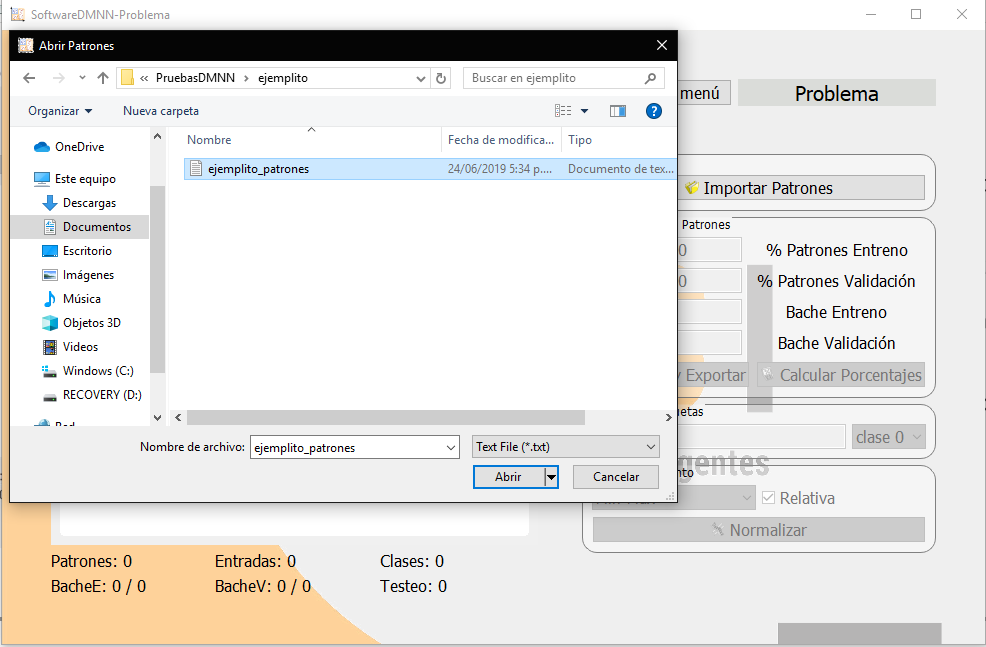 SoftwareDMNN-Problema
Abrir Patrones
« PruebasDMNN › ejemplito
Buscar en ejemplito
Organizar
Nueva carpeta
Nombre
Fecha de modifica...
Tipo
ejemplito_patrones
24/06/2019 5:34 p....
Documento de tex...
OneDrive
Este equipo
Descargas
Documentos
Escritorio
Imágenes
Música
Objetos 3D
Videos
Windows (C:)
RECOVERY (D:)
Nombre de archivo:
ejemplito_patrones
Text File (*.txt)
Abrir
Cancelar
menú
Problema
Importar Patrones
Patrones
0
% Patrones Entreno
0
% Patrones Validación
Bache Entreno
Bache Validación
y Exportar
Calcular Porcentajes
clase 0
Relativa
Normalizar
Patrones: 0
Entradas: 0
Clases: 0
BacheE: 0 / 0
BacheV: 0 / 0
Testeo: 0